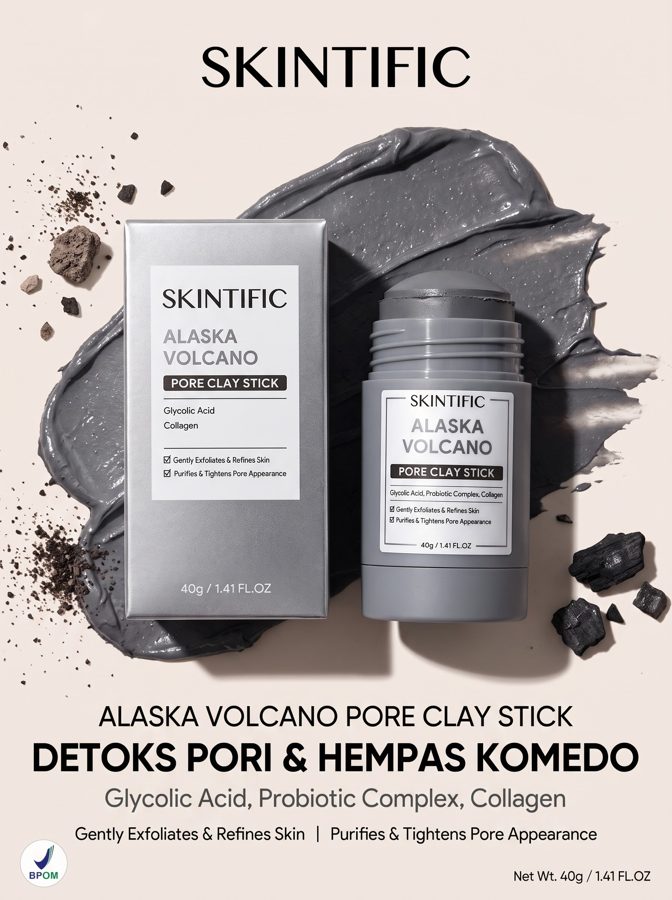 SKINTIFIC
SKINTIFIC
ALASKA
VOLCANO
PORE CLAY STICK
Glycolic Acid
Collagen
☑ Gently Exfoliates & Refines Skin
☑ Purifies & Tightens Pore Appearance
40g / 1.41 FL.OZ
SKINTIFIC
ALASKA
VOLCANO
PORE CLAY STICK
Glycolic Acid, Probiotic Complex, Collagen
☑ Gently Exfoliates & Refines Skin
☑ Purifies & Tightens Pore Appearance
40g / 1.41 FL.OZ
ALASKA VOLCANO PORE CLAY STICK
DETOKS PORI & HEMPAS KOMEDO
Glycolic Acid, Probiotic Complex, Collagen
Gently Exfoliates & Refines Skin | Purifies & Tightens Pore Appearance
BPOM
Net Wt. 40g / 1.41 FL.OZ